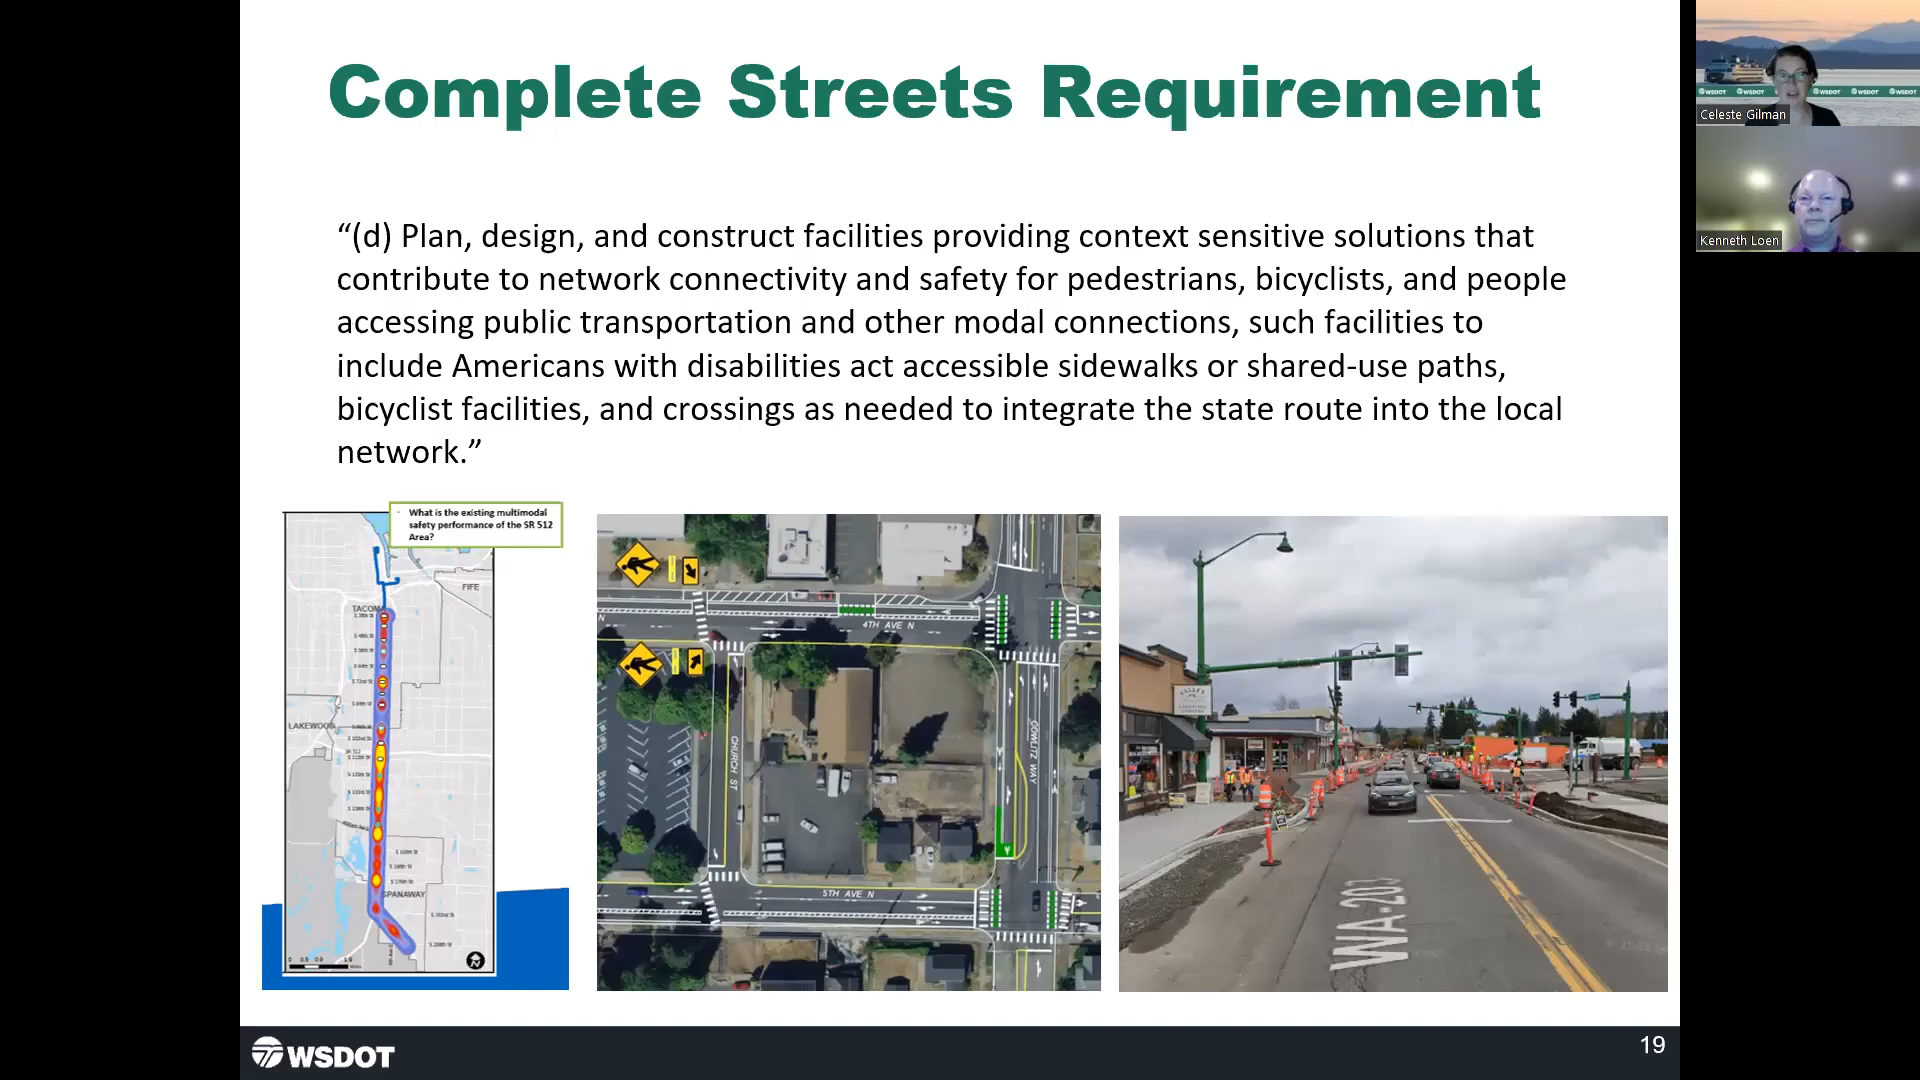 Complete Streets Requirement
“(d) Plan, design, and construct facilities providing context sensitive solutions that
contribute to network connectivity and safety for pedestrians, bicyclists, and people
accessing public transportation and other modal connections, such facilities to
include Americans with disabilities act accessible sidewalks or shared-use paths,
bicyclist facilities, and crossings as needed to integrate the state route into the local
network.”
What is the existing multimodal
safety performance of the SR 512
Area?
FIFE
TACOMA
LAKEWOOD
SPANAWAY
4TH AVE N
CHURCH ST
COWLITZ WAY
5TH AVE N
WA-203
WSDOT
19
Celeste Gilman
Kenneth Loen